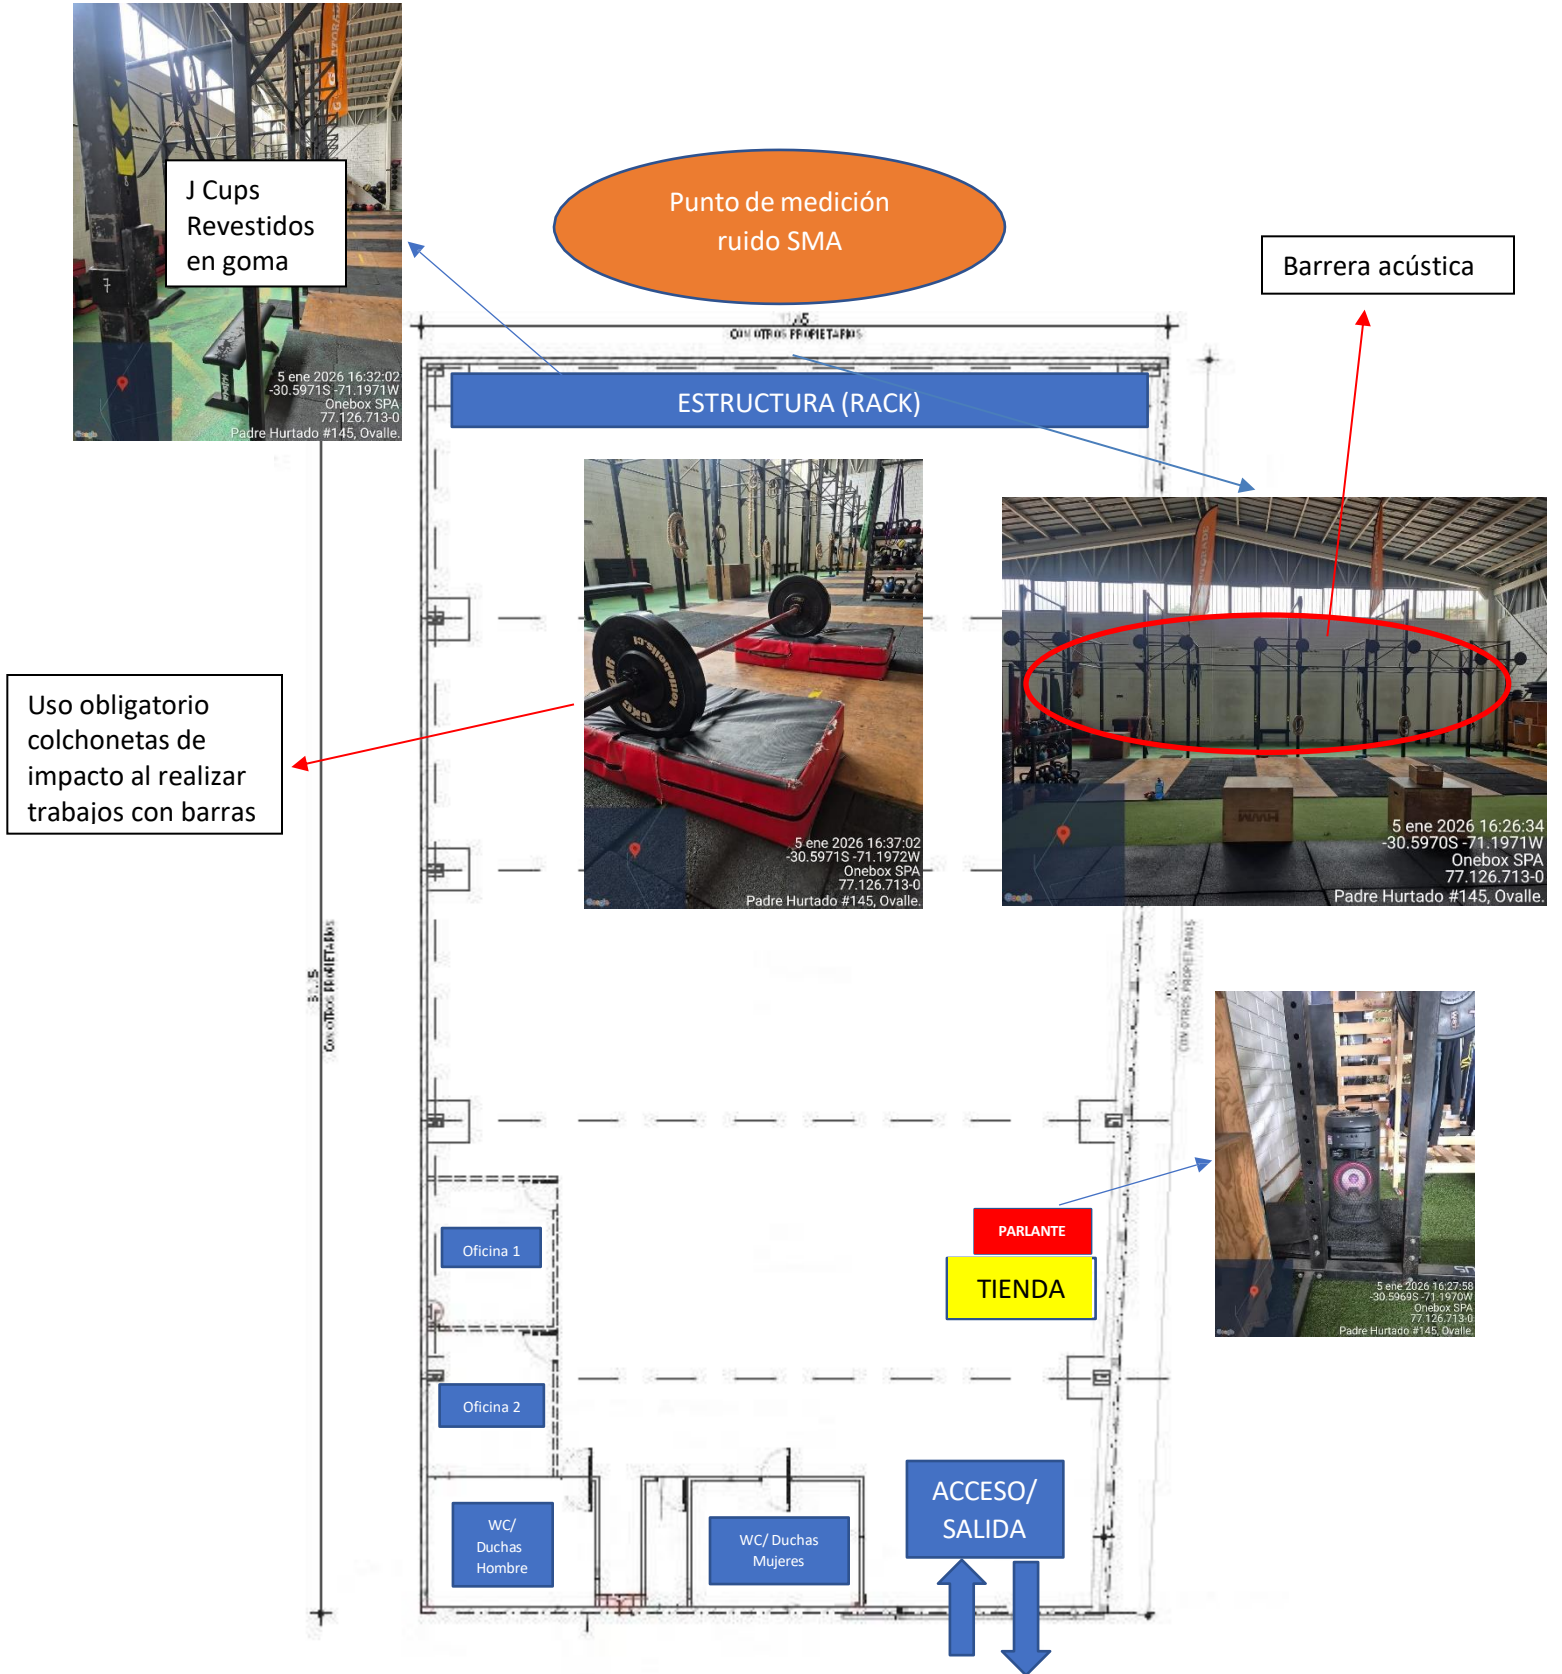 J Cups
Revestidos
en goma
5 ene 2026 16:32:02
-30.5971S -71.1971W
Onebox SPA
77.126.713-0
Padre Hurtado #145, Ovalle.
Punto de medición
ruido SMA
Barrera acústica
CON OTROS PROPIETARIOS
ESTRUCTURA (RACK)
Uso obligatorio
colchonetas de
impacto al realizar
trabajos con barras
5 ene 2026 16:37:02
-30.5971S -71.1972W
Onebox SPA
77.126.713-0
Padre Hurtado #145, Ovalle.
5 ene 2026 16:26:34
-30.5970S -71.1971W
Onebox SPA
77.126.713-0
Padre Hurtado #145, Ovalle.
HWM
CON OTROS PROPIETARIOS
CON OTROS PROPIETARIOS
5 ene 2026 16:27:58
-30.5969S -71.1970W
Onebox SPA
77.126.713-0
Padre Hurtado #145, Ovalle.
PARLANTE
TIENDA
Oficina 1
Oficina 2
WC/
Duchas
Hombre
WC/ Duchas
Mujeres
ACCESO/
SALIDA